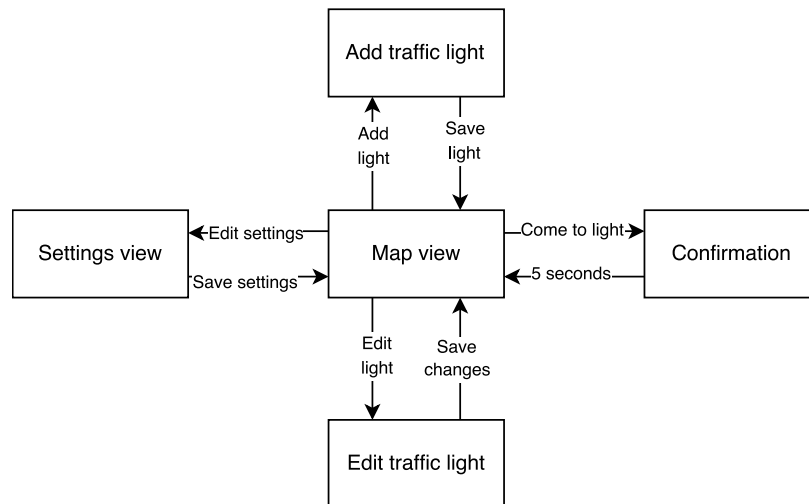 Add traffic light
Add
light
Save
light
Settings view
Edit settings
Save settings
Map view
Come to light
5 seconds
Confirmation
Edit
light
Save
changes
Edit traffic light